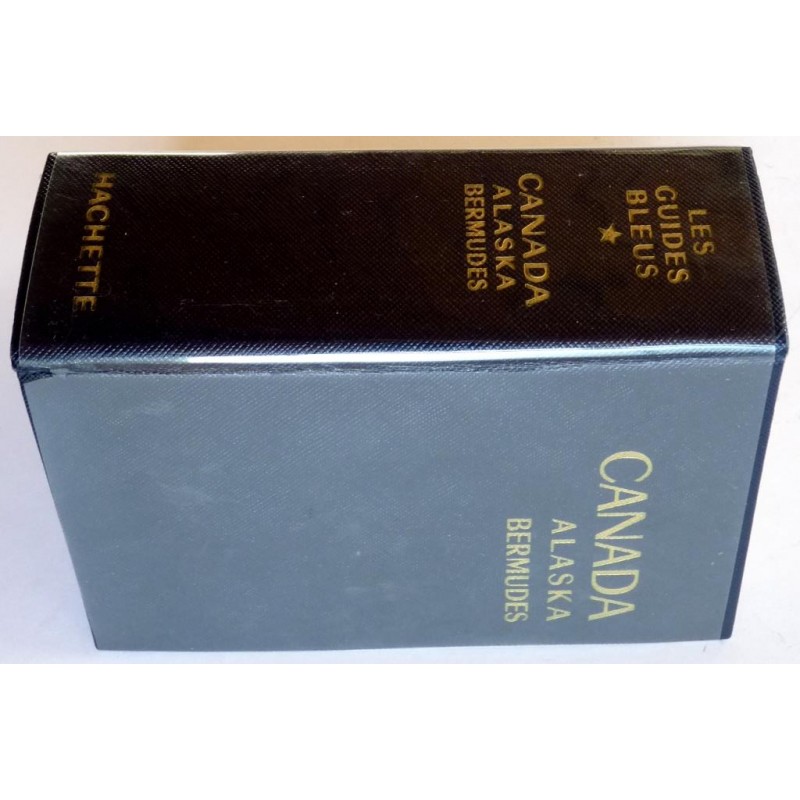 LES
GUIDES
BLEUS
CANADA
ALASKA
BERMUDES
HACHETTE
CANADA
ALASKA
BERMUDES